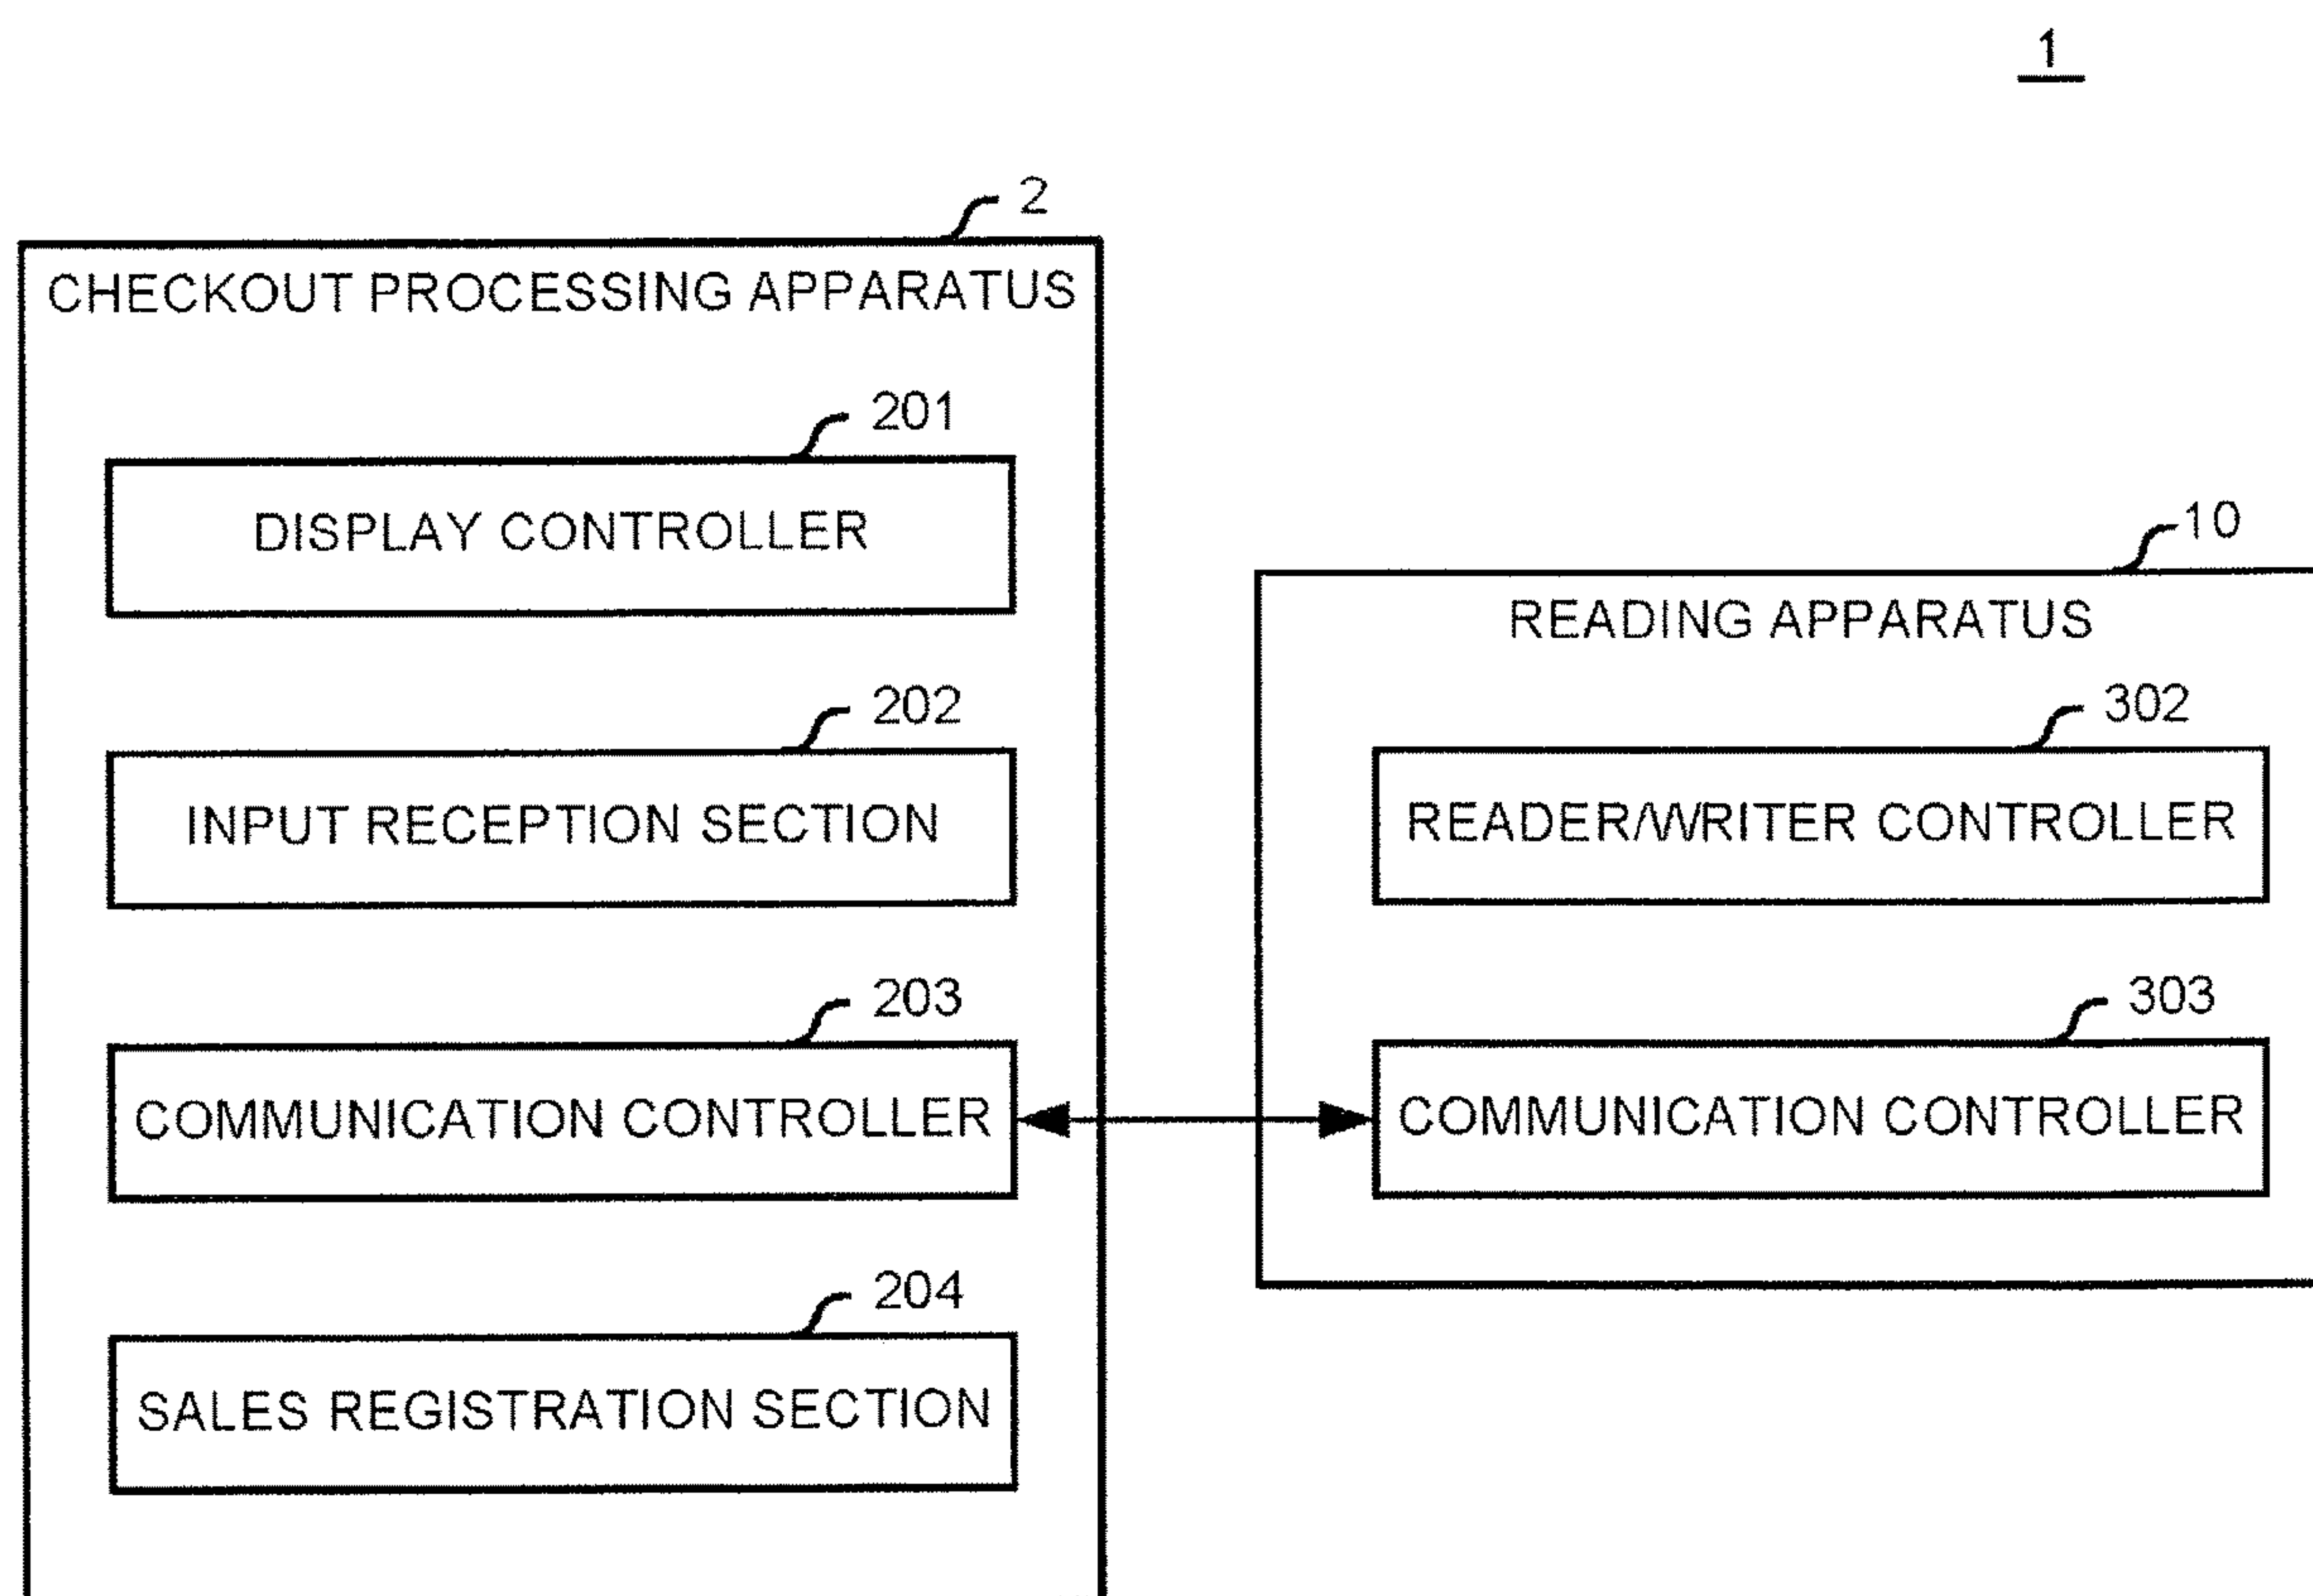 1
2
CHECKOUT PROCESSING APPARATUS
201
DISPLAY CONTROLLER
202
INPUT RECEPTION SECTION
203
COMMUNICATION CONTROLLER
204
SALES REGISTRATION SECTION
10
READING APPARATUS
302
READER/WRITER CONTROLLER
303
COMMUNICATION CONTROLLER